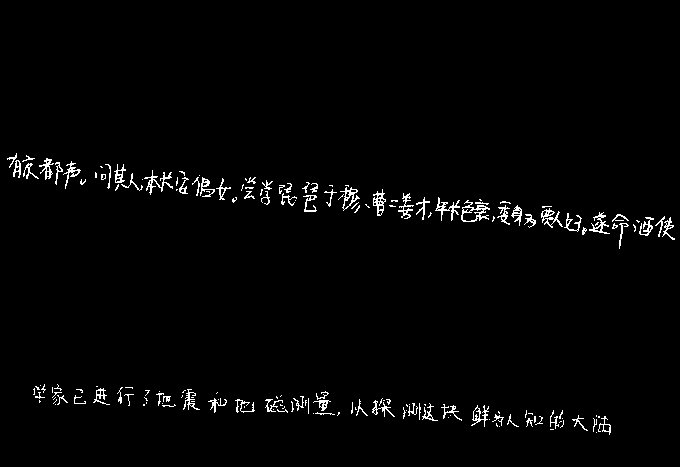 有京都声。问其人,本长安倡女。尝学琵琶于穆、曹二善才,年长色衰,委身为贾人妇。遂命酒使
学家已进行了地震和地磁测量,以探测这块鲜为人知的大陆